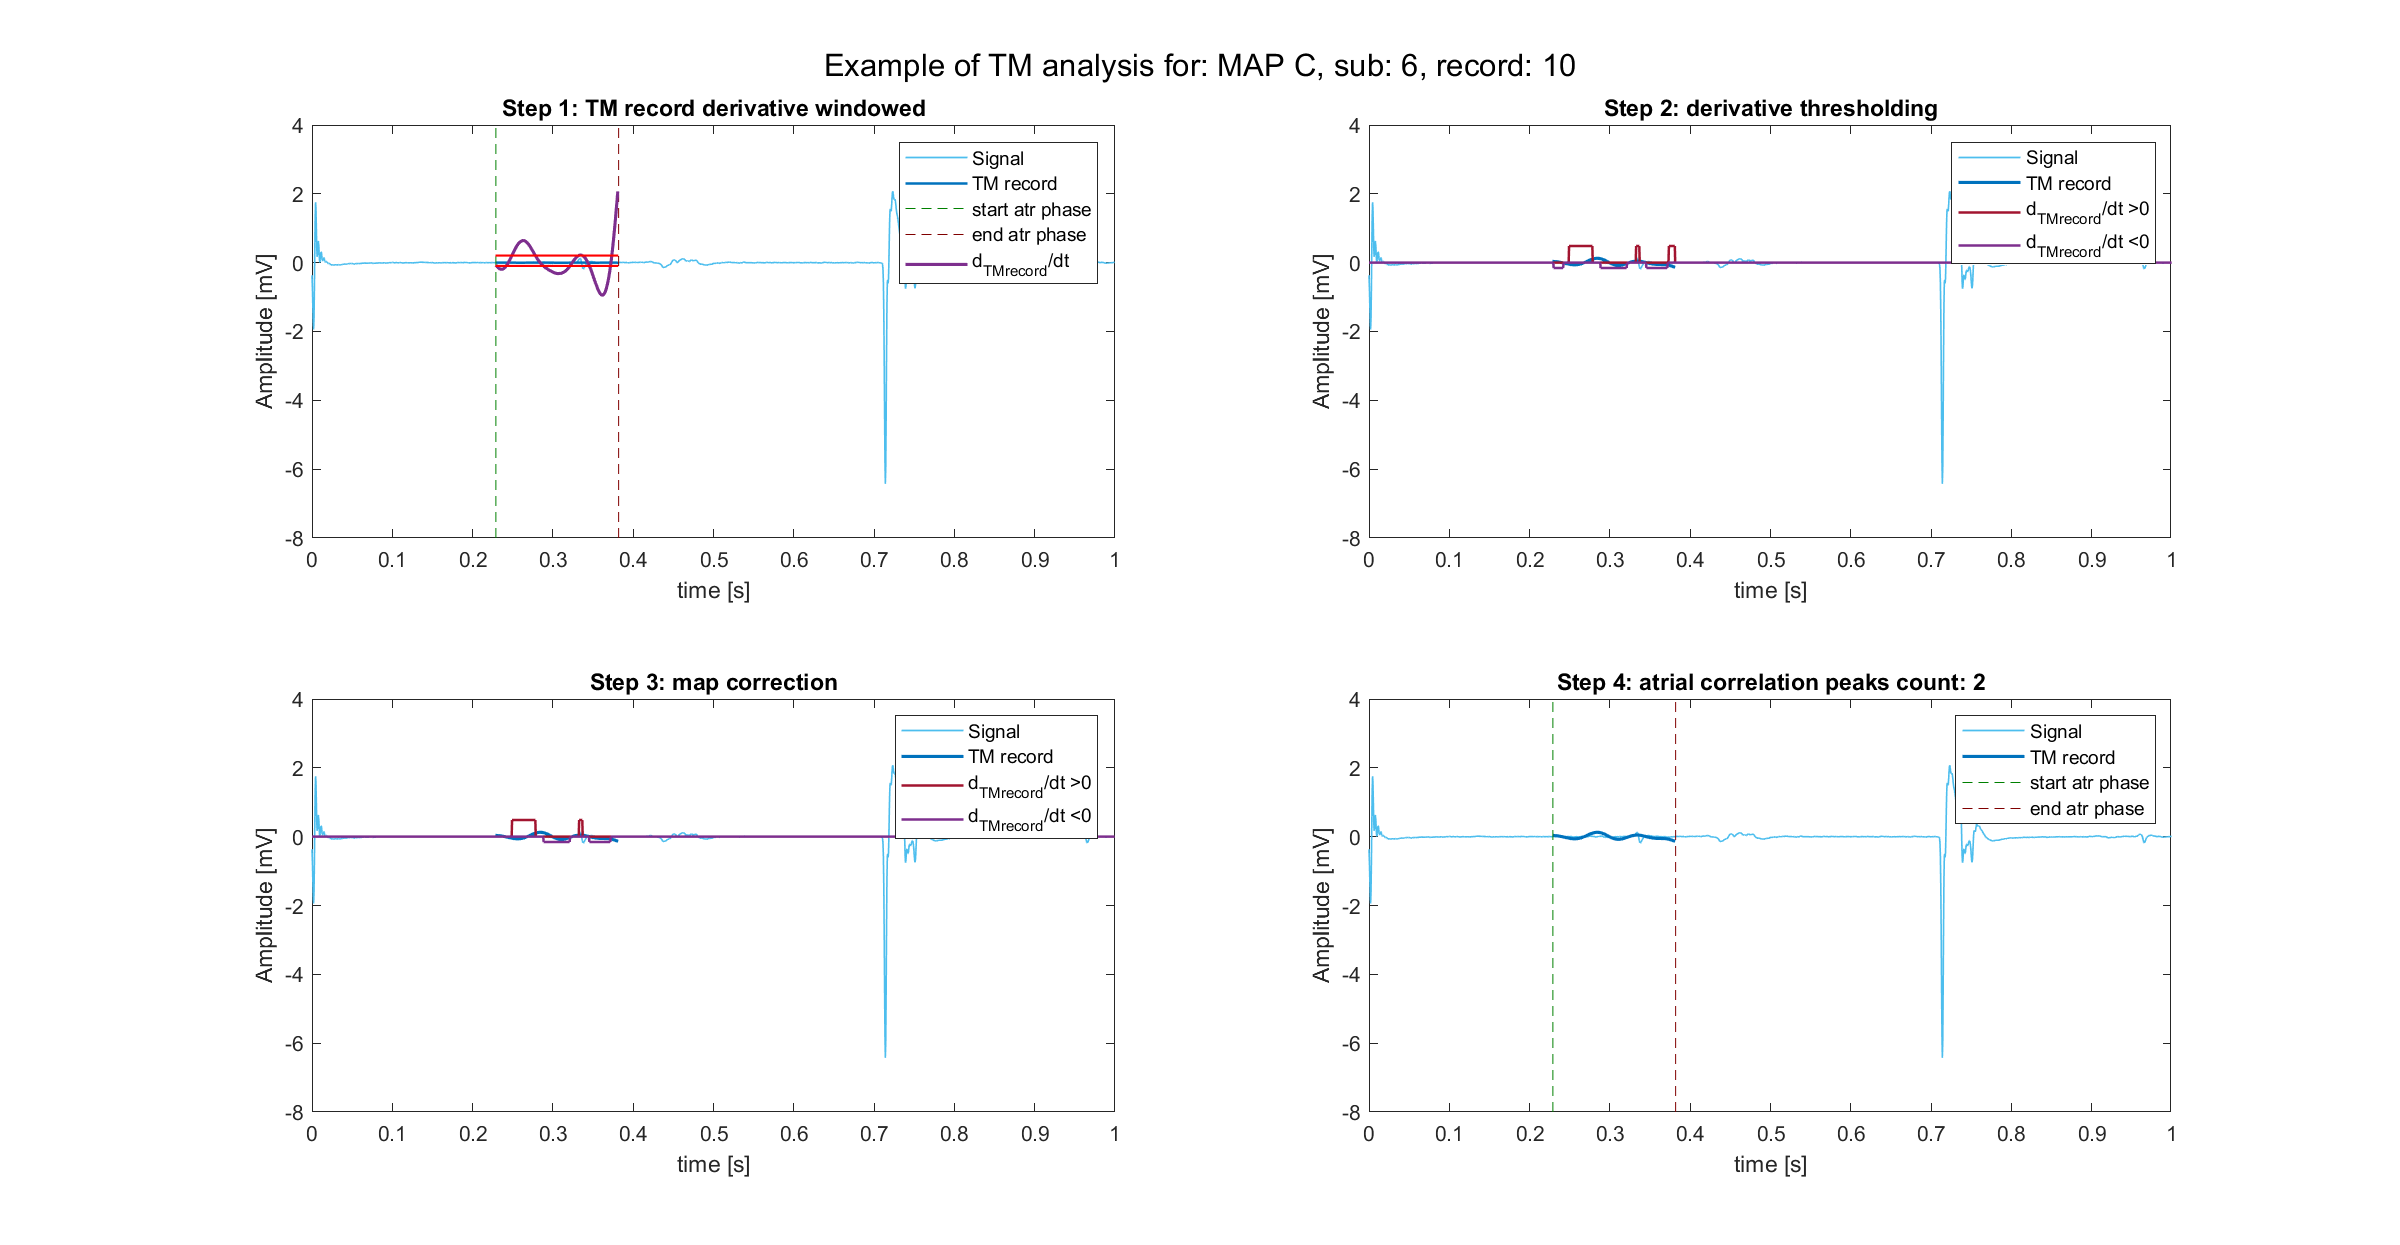 Example of TM analysis for: MAP C, sub: 6, record: 10
Step 1: TM record derivative windowed
4
2
0
-2
-4
-6
-8
Amplitude [mV]
0 0.1 0.2 0.3 0.4 0.5 0.6 0.7 0.8 0.9 1
time [s]
Signal
TM record
start atr phase
end atr phase
dTMrecord/dt
Step 2: derivative thresholding
4
2
0
-2
-4
-6
-8
Amplitude [mV]
0 0.1 0.2 0.3 0.4 0.5 0.6 0.7 0.8 0.9 1
time [s]
Signal
TM record
dTMrecord/dt >0
dTMrecord/dt <0
Step 3: map correction
4
2
0
-2
-4
-6
-8
Amplitude [mV]
0 0.1 0.2 0.3 0.4 0.5 0.6 0.7 0.8 0.9 1
time [s]
Signal
TM record
dTMrecord/dt >0
dTMrecord/dt <0
Step 4: atrial correlation peaks count: 2
4
2
0
-2
-4
-6
-8
Amplitude [mV]
0 0.1 0.2 0.3 0.4 0.5 0.6 0.7 0.8 0.9 1
time [s]
Signal
TM record
start atr phase
end atr phase